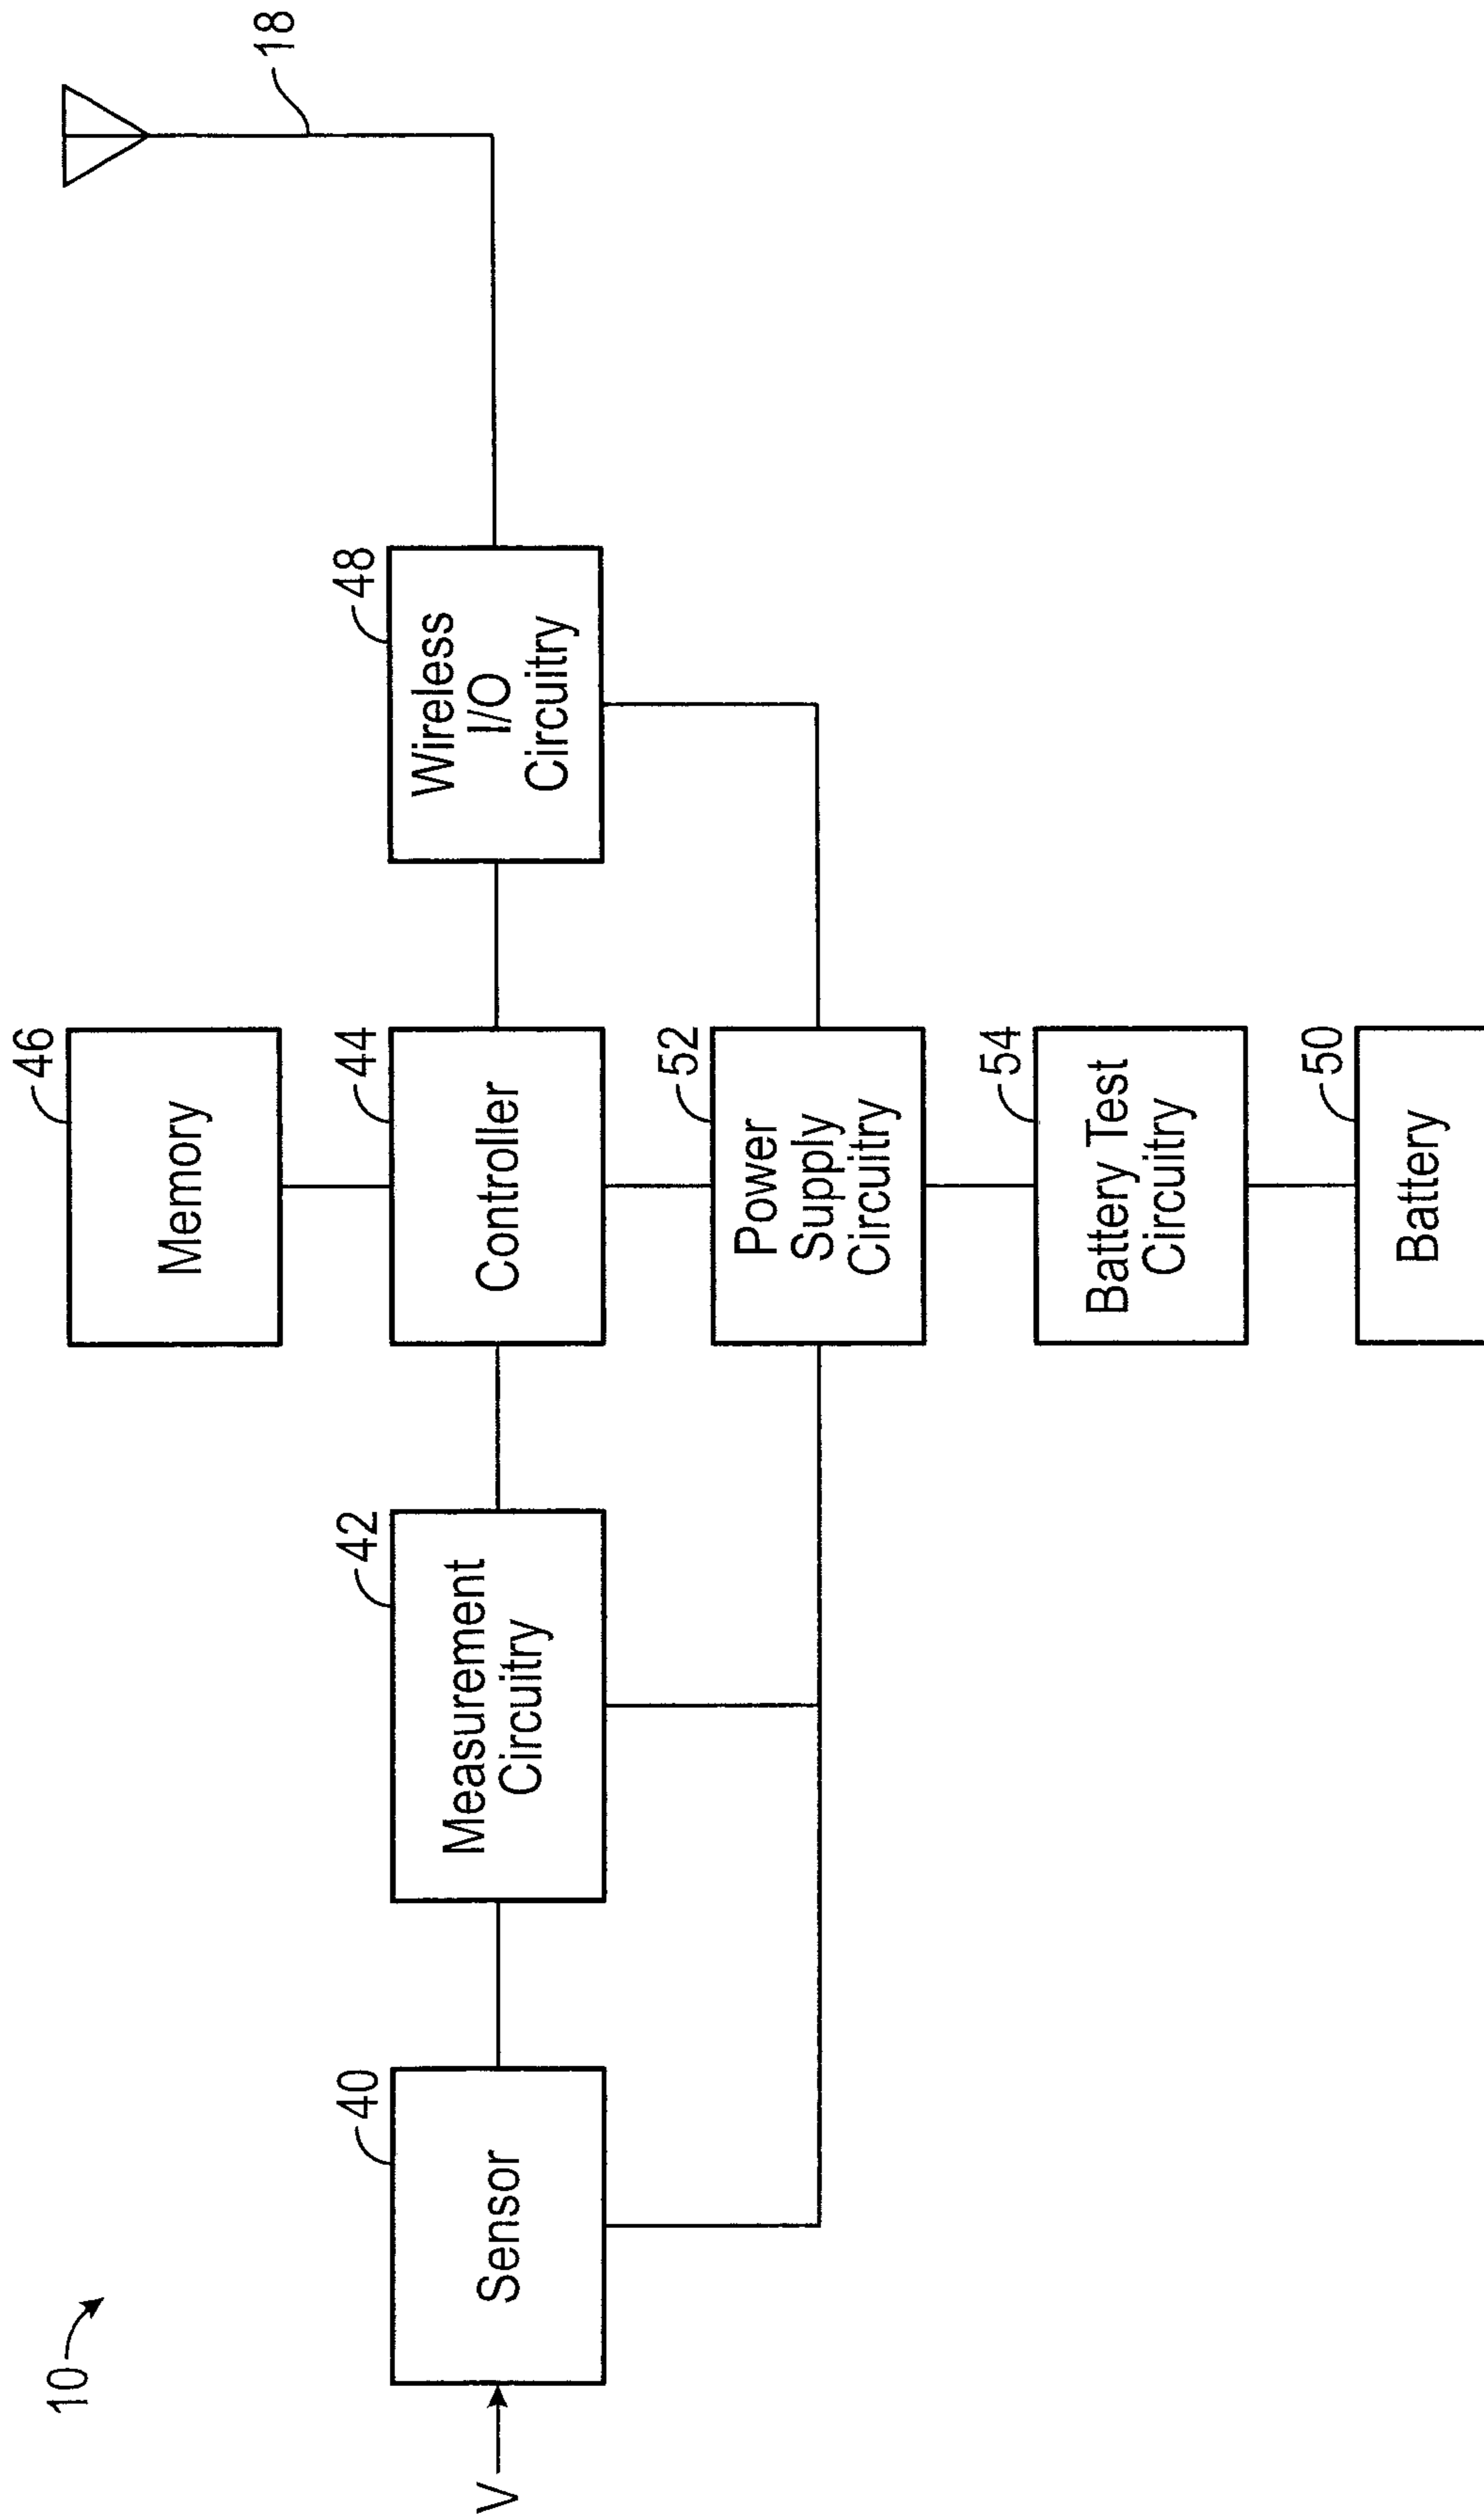 10
18
46
Memory
V
40
Sensor
42
Measurement
Circuitry
44
Controller
48
Wireless
I/O
Circuitry
52
Power
Supply
Circuitry
54
Battery Test
Circuitry
50
Battery